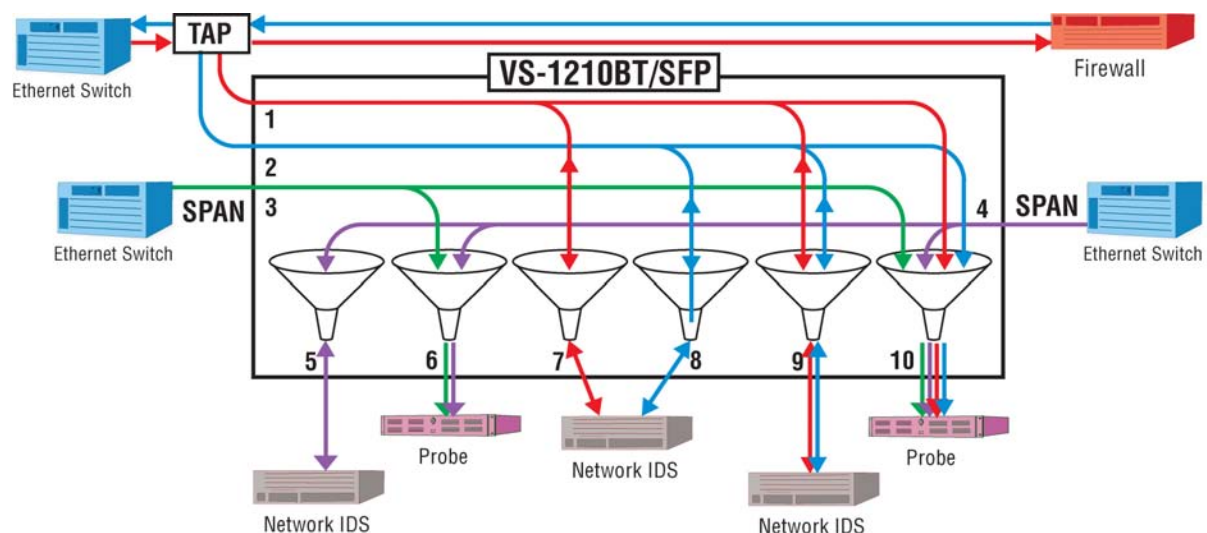 TAP
Ethernet Switch
Firewall
VS-1210BT/SFP
1
2
3
SPAN
Ethernet Switch
4
SPAN
Ethernet Switch
5
6
7
8
9
10
Probe
Network IDS
Probe
Network IDS
Network IDS